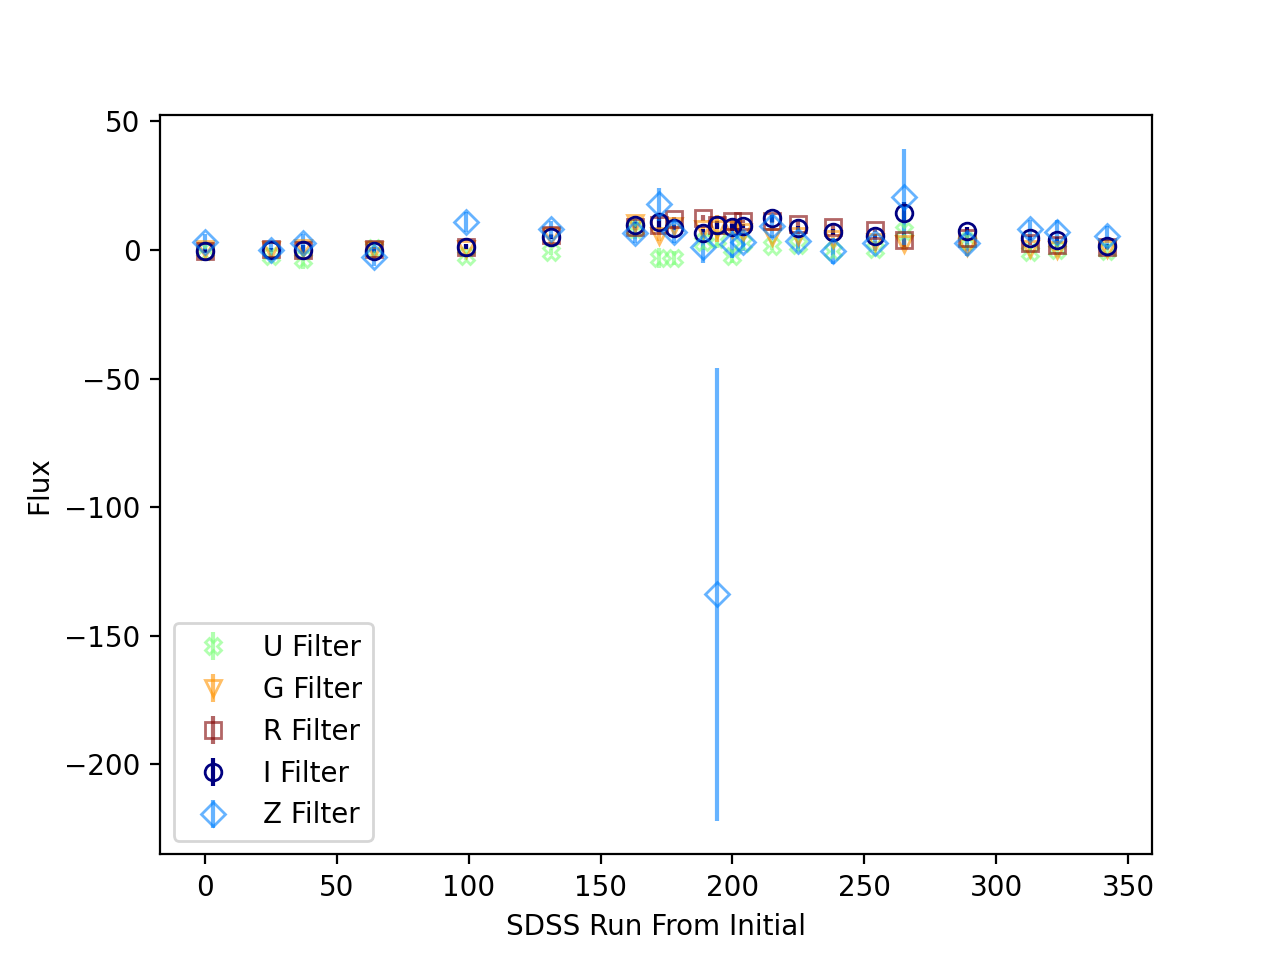 50
0
−50
−100
−150
−200
Flux
U Filter
G Filter
R Filter
I Filter
Z Filter
0 50 100 150 200 250 300 350
SDSS Run From Initial